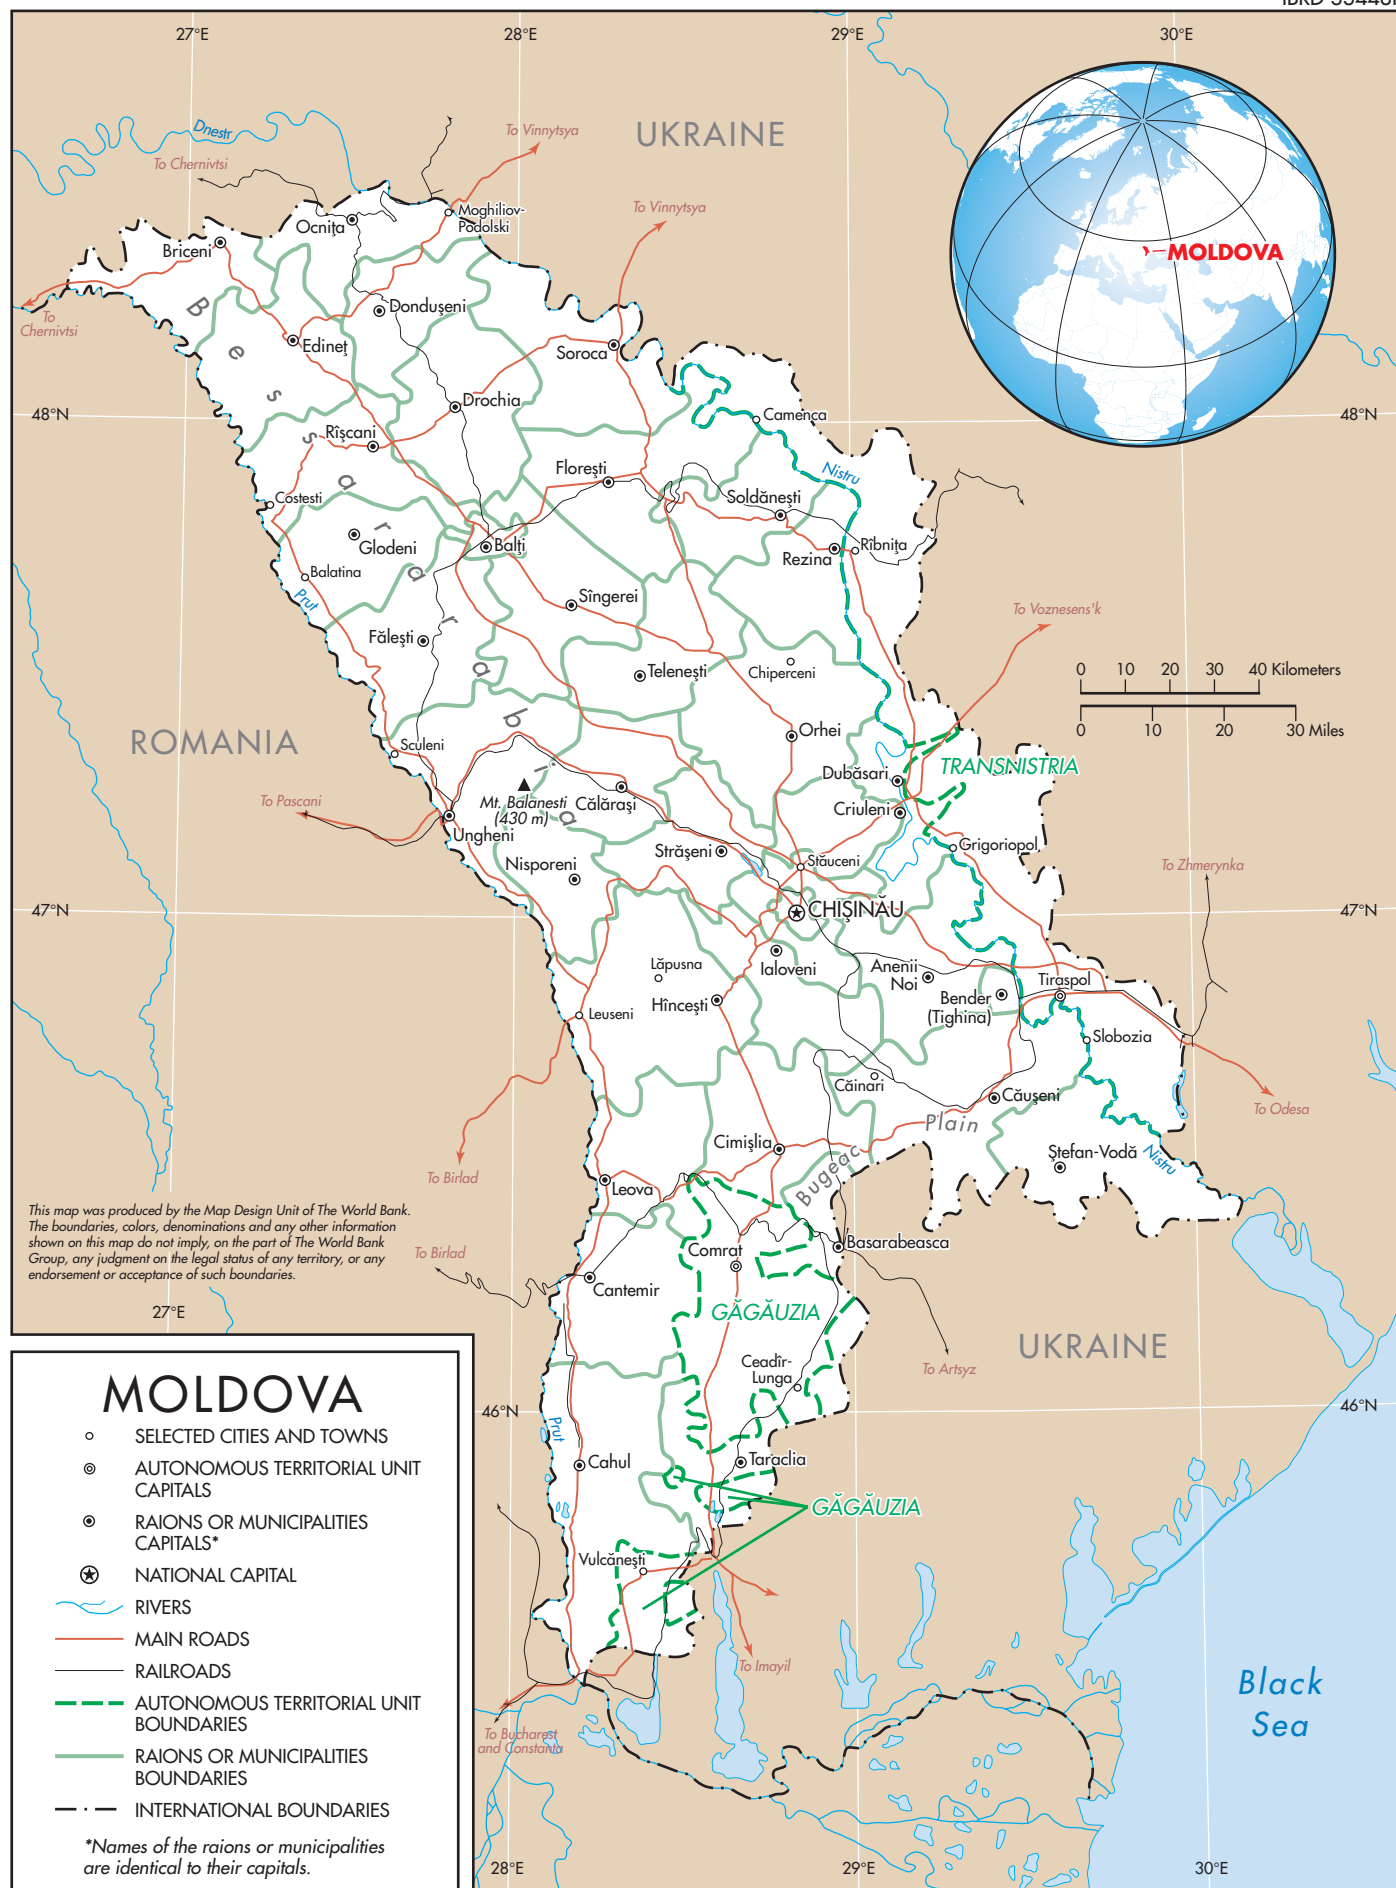 27°E
28°E
29°E
30°E
Dnestr
To Vinnytsya
UKRAINE
To Chernivtsi
To Vinnytsya
Moghiliov-
Podolski
Ocniţa
Briceni
MOLDOVA
To
Chernivtsi
Donduşeni
Edineţ
Soroca
Drochia
48°N
48°N
Camenca
Rîşcani
Floreşti
Nistru
Soldăneşti
Costesti
Glodeni
Balţi
Rezina
Rîbniţa
Balatina
Prut
Sîngerei
To Voznesens'k
Făleşti
Bessarabia
Teleneşti
Chiperceni
0 10 20 30 40 Kilometers
0 10 20 30 Miles
ROMANIA
Sculeni
Orhei
TRANSNISTRIA
Dubăsari
Criuleni
To Pascani
Mt. Balanesti
(430 m)
Călăraşi
Ungheni
Străşeni
Grigoriopol
Nisporeni
Stăuceni
To Zhmerynka
47°N
CHIŞINĂU
47°N
Lăpusna
Ialoveni
Anenii
Noi
Tiraspol
Hînceşti
Bender
(Tighina)
Leuseni
Slobozia
Căinari
Căuşeni
To Odesa
Plain
Cimişlia
Ştefan-Vodă
Nistru
Bugeac
To Birlad
Leova
This map was produced by the Map Design Unit of The World Bank.
The boundaries, colors, denominations and any other information
shown on this map do not imply, on the part of The World Bank
Group, any judgment on the legal status of any territory, or any
endorsement or acceptance of such boundaries.
To Birlad
Comrat
Basarabeasca
Cantemir
27°E
GĂGĂUZIA
UKRAINE
Ceadîr-
Lunga
To Artsyz
46°N
46°N
Prut
Cahul
Taraclia
GĂGĂUZIA
Vulcăneşti
To Imayil
Black
Sea
To Bucharest
and Constanta
28°E
29°E
30°E
MOLDOVA
SELECTED CITIES AND TOWNS
AUTONOMOUS TERRITORIAL UNIT
CAPITALS
RAIONS OR MUNICIPALITIES
CAPITALS*
NATIONAL CAPITAL
RIVERS
MAIN ROADS
RAILROADS
AUTONOMOUS TERRITORIAL UNIT
BOUNDARIES
RAIONS OR MUNICIPALITIES
BOUNDARIES
INTERNATIONAL BOUNDARIES
*Names of the raions or municipalities
are identical to their capitals.